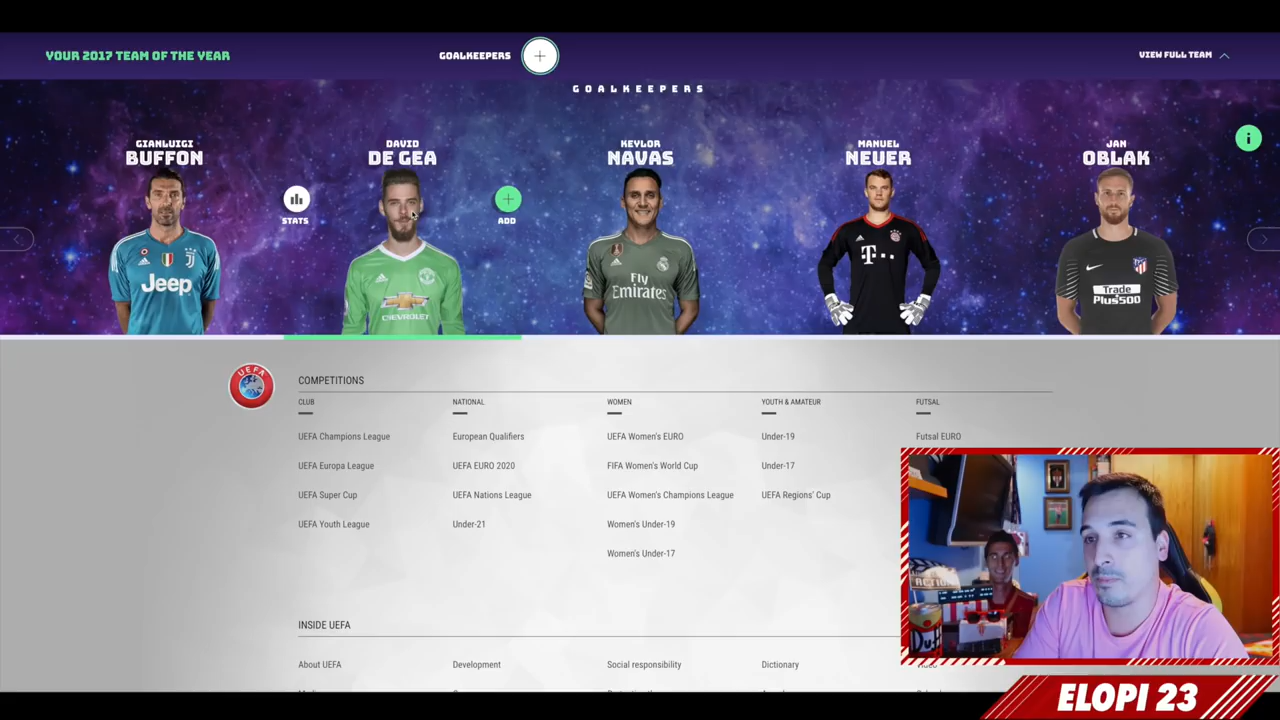 YOUR 2017 TEAM OF THE YEAR
GOALKEEPERS
VIEW FULL TEAM
GOALKEEPERS
GIANLUIGI
BUFFON
DAVID
DE GEA
KEYLOR
NAVAS
MANUEL
NEUER
JAN
OBLAK
STATS
ADD
Jeep
CHEVROLET
Fly
Emirates
T
Trade
Plus500
UEFA
COMPETITIONS
CLUB
NATIONAL
WOMEN
YOUTH & AMATEUR
FUTSAL
UEFA Champions League
European Qualifiers
UEFA Women's EURO
Under-19
Futsal EURO
UEFA Europa League
UEFA EURO 2020
FIFA Women's World Cup
Under-17
UEFA Super Cup
UEFA Nations League
UEFA Women's Champions League
UEFA Regions' Cup
UEFA Youth League
Under-21
Women's Under-19
Women's Under-17
INSIDE UEFA
About UEFA
Development
Social responsibility
Dictionary
ACTION
Duff
ELOPI 23